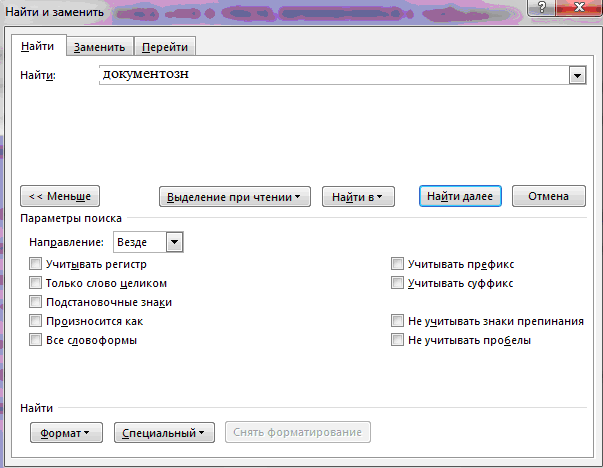 Найти и заменить
Найти Заменить Перейти
Найти: документозн
<< Меньше Выделение при чтении Найти в Найти далее Отмена
Параметры поиска
Направление: Везде
Учитывать регистр Учитывать префикс
Только слово целиком Учитывать суффикс
Подстановочные знаки
Произносится как Не учитывать знаки препинания
Все словоформы Не учитывать пробелы
Найти
Формат Специальный Снять форматирование